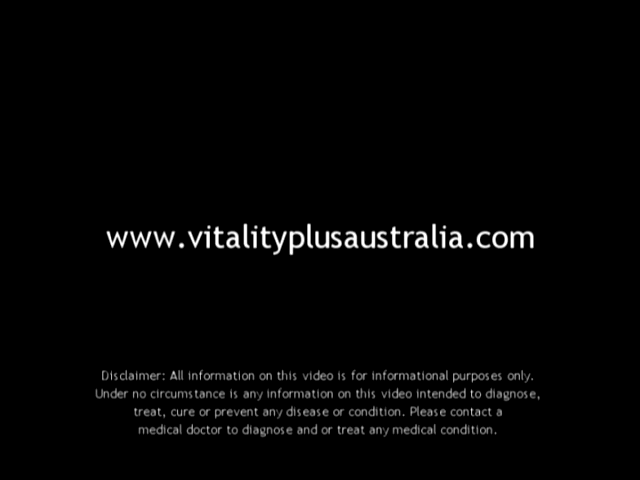 www.vitalityplusaustralia.com
Disclaimer: All information on this video is for informational purposes only.
Under no circumstance is any information on this video intended to diagnose,
treat, cure or prevent any disease or condition. Please contact a
medical doctor to diagnose and or treat any medical condition.